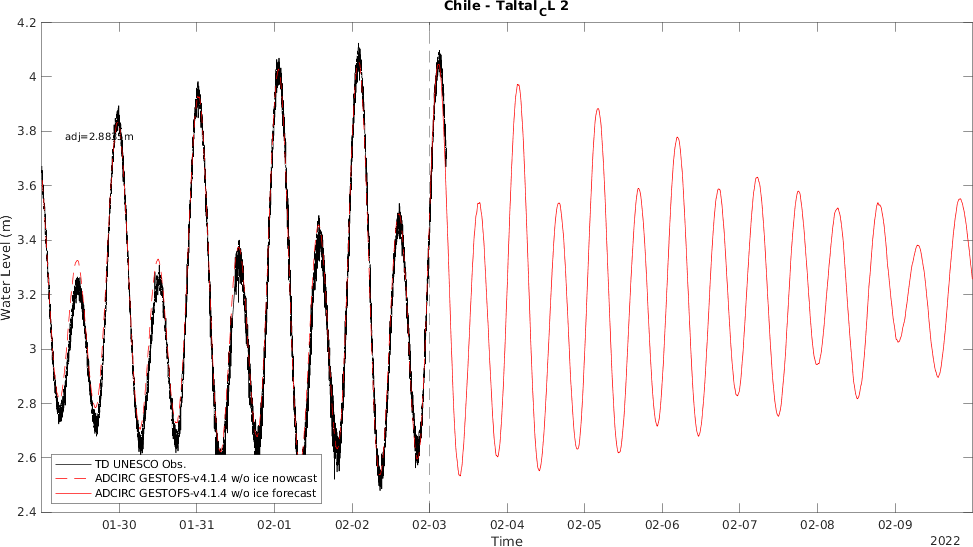 Chile - Taltal_CL 2
4.2
4
3.8
3.6
3.4
3.2
3
2.8
2.6
2.4
Water Level (m)
TD UNESCO Obs.
ADCIRC GESTOFS-v4.1.4 w/o ice nowcast
ADCIRC GESTOFS-v4.1.4 w/o ice forecast
01-30 01-31 02-01 02-02 02-03 02-04 02-05 02-06 02-07 02-08 02-09
Time
2022